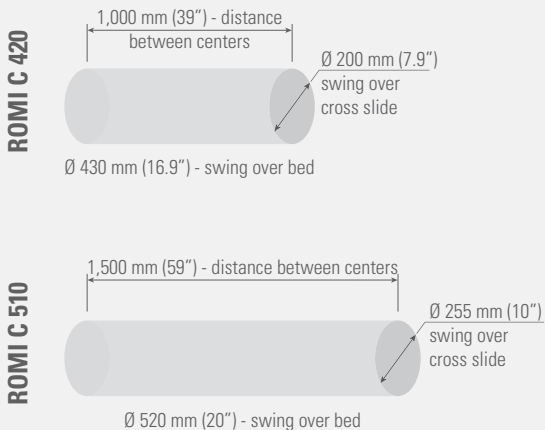 ROMI C 420
1,000 mm (39”) - distance
between centers
Ø 200 mm (7.9”)
swing over
cross slide
Ø 430 mm (16.9”) - swing over bed
ROMI C 510
1,500 mm (59”) - distance between centers
Ø 255 mm (10”)
swing over
cross slide
Ø 520 mm (20”) - swing over bed